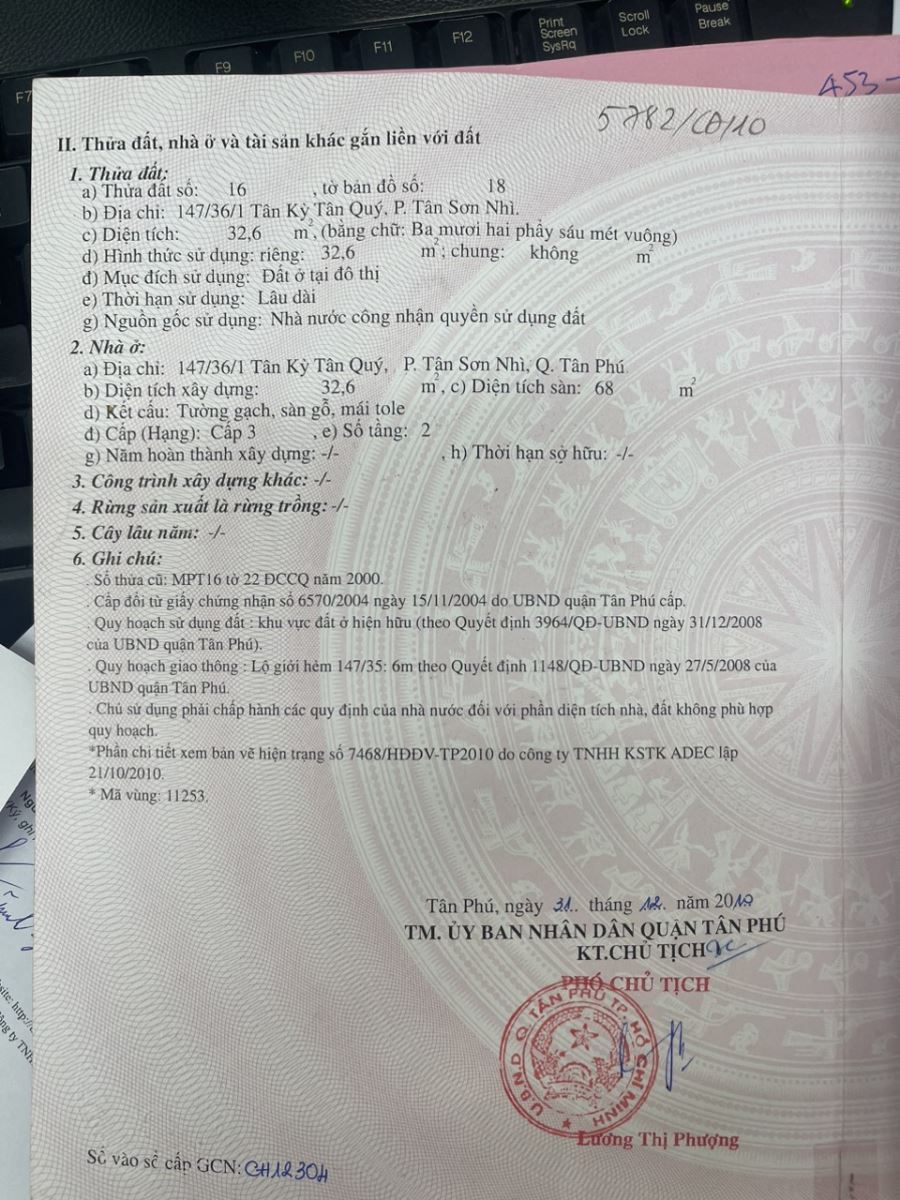 F7
F9
F10
F11
F12
Print
Screen
SysRq
Scroll
Lock
Pause
Break
A53-
5782/CĐ/10
II. Thửa đất, nhà ở và tài sản khác gắn liền với đất
1. Thửa đất:
a) Thửa đất số: 16 , tờ bản đồ số: 18
b) Địa chỉ: 147/36/1 Tân Kỳ Tân Quý, P. Tân Sơn Nhì.
c) Diện tích: 32,6 m², (bằng chữ: Ba mươi hai phẩy sáu mét vuông)
d) Hình thức sử dụng: riêng: 32,6 m²; chung: không m²
đ) Mục đích sử dụng: Đất ở tại đô thị
e) Thời hạn sử dụng: Lâu dài
g) Nguồn gốc sử dụng: Nhà nước công nhận quyền sử dụng đất
2. Nhà ở:
a) Địa chỉ: 147/36/1 Tân Kỳ Tân Quý, P. Tân Sơn Nhì, Q. Tân Phú
b) Diện tích xây dựng: 32,6 m², c) Diện tích sàn: 68 m²
d) Kết cấu: Tường gạch, sàn gỗ, mái tole
đ) Cấp (Hạng): Cấp 3 , e) Số tầng: 2
g) Năm hoàn thành xây dựng: -/- , h) Thời hạn sở hữu: -/-
3. Công trình xây dựng khác: -/-
4. Rừng sản xuất là rừng trồng: -/-
5. Cây lâu năm: -/-
6. Ghi chú:
. Số thửa cũ: MPT16 tờ 22 ĐCCQ năm 2000.
. Cấp đổi từ giấy chứng nhận số 6570/2004 ngày 15/11/2004 do UBND quận Tân Phú cấp.
. Quy hoạch sử dụng đất : khu vực đất ở hiện hữu (theo Quyết định 3964/QĐ-UBND ngày 31/12/2008
của UBND quận Tân Phú).
. Quy hoạch giao thông : Lộ giới hẻm 147/35: 6m theo Quyết định 1148/QĐ-UBND ngày 27/5/2008 của
UBND quận Tân Phú.
. Chủ sử dụng phải chấp hành các quy định của nhà nước đối với phần diện tích nhà, đất không phù hợp
quy hoạch.
*Phần chi tiết xem bản vẽ hiện trạng số 7468/HĐĐV-TP2010 do công ty TNHH KSTK ADEC lập
21/10/2010.
* Mã vùng: 11253.
Tân Phú, ngày 31. tháng 12. năm 2010
TM. ỦY BAN NHÂN DÂN QUẬN TÂN PHÚ
KT.CHỦ TỊCH
PHÓ CHỦ TỊCH
U.B.N.D Q. TÂN PHÚ TP. HỒ CHÍ MINH
Lương Thị Phượng
Số vào sổ cấp GCN: CH12304